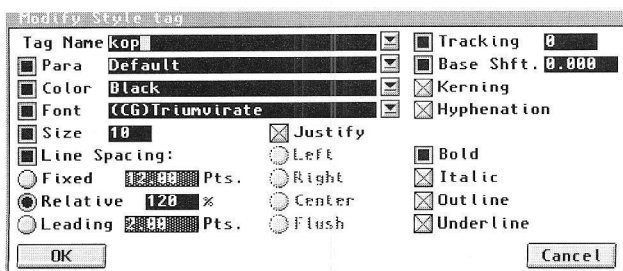 Modify Style tag
Tag Name kop Tracking 0
Para Default Base Shft. 0.000
Color Black Kerning
Font (CG)Triumvirate Hyphenation
Size 10 Justify
Line Spacing: Left Bold
Fixed 12.00 Pts. Right Italic
Relative 120 % Center Outline
Leading 2.00 Pts. Flush Underline
OK Cancel